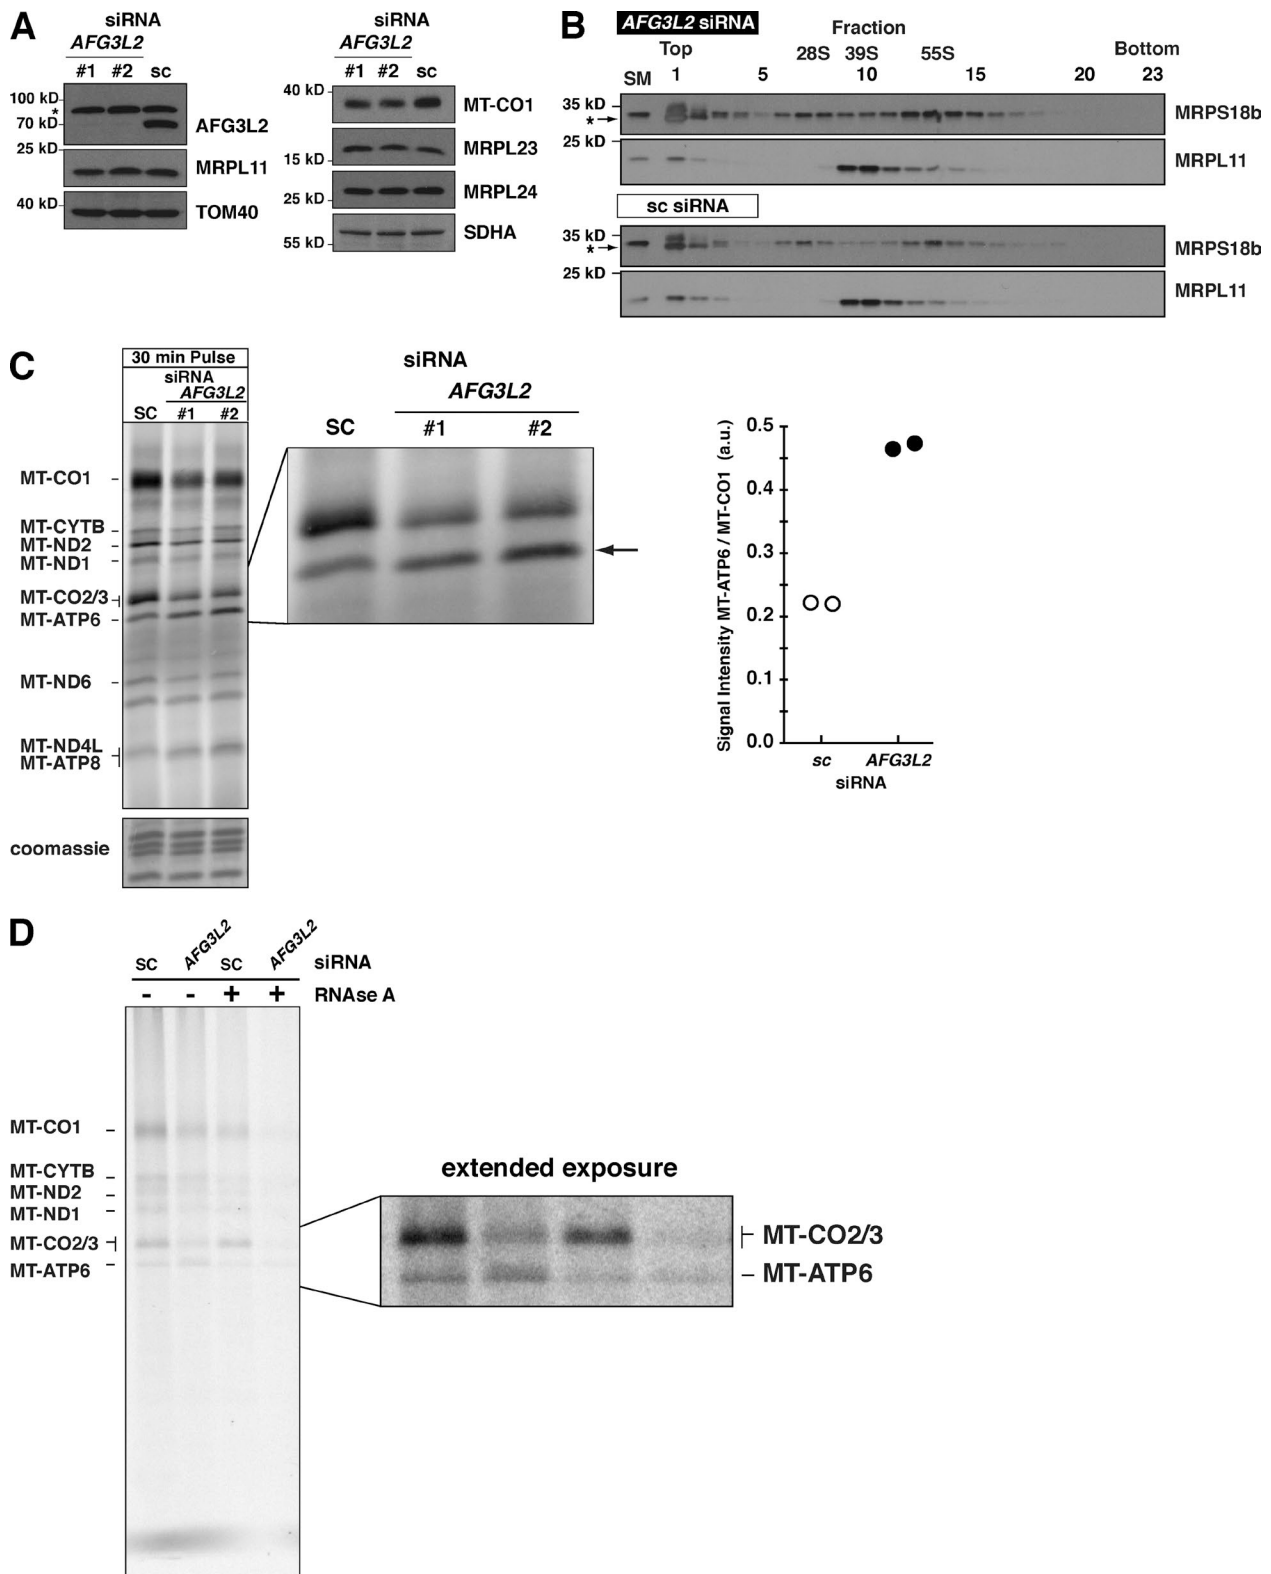 A
siRNA
AFG3L2
#1 #2 sc
100 kD
*
70 kD
AFG3L2
25 kD
MRPL11
40 kD
TOM40
siRNA
AFG3L2
#1 #2 sc
40 kD
MT-CO1
MRPL23
15 kD
MRPL24
25 kD
SDHA
55 kD
B
AFG3L2 siRNA
Fraction
Top 28S 39S 55S Bottom
SM 1 5 10 15 20 23
35 kD
*
MRPS18b
25 kD
MRPL11
sc siRNA
35 kD
*
MRPS18b
25 kD
MRPL11
C
30 min Pulse
siRNA
AFG3L2
SC #1 #2
MT-CO1
MT-CYTB
MT-ND2
MT-ND1
MT-CO2/3
MT-ATP6
MT-ND6
MT-ND4L
MT-ATP8
coomassie
siRNA
AFG3L2
SC #1 #2
Signal Intensity MT-ATP6 / MT-CO1 (a.u.)
0.5
0.4
0.3
0.2
0.1
0.0
sc AFG3L2
siRNA
D
SC AFG3L2 SC AFG3L2 siRNA
- - + + RNAse A
MT-CO1
MT-CYTB
MT-ND2
MT-ND1
MT-CO2/3
MT-ATP6
extended exposure
MT-CO2/3
MT-ATP6